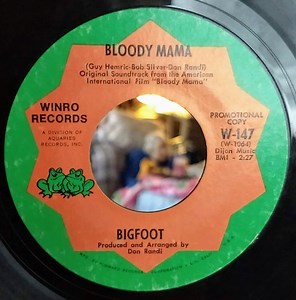 BLOODY MAMA
(Guy Hemric-Bob Silver-Don Randi)
Original Soundtrack from the American
International Film "Bloody Mama"
WINRO
RECORDS
A DIVISION OF
AQUARIES
RECORDS, INC.
PROMOTIONAL
COPY
W-147
(W-1064)
Dijon Music
BMI - 2:27
BIGFOOT
Produced and Arranged by
Don Randi